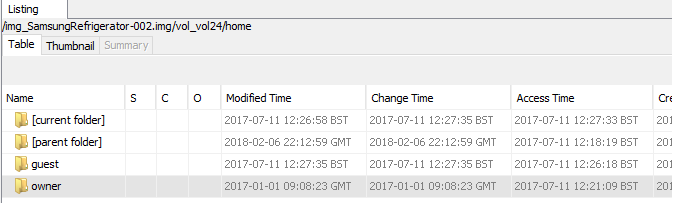 Listing
/img_SamsungRefrigerator-002.img/vol_vol24/home
Table Thumbnail Summary
Name S C O Modified Time Change Time Access Time Cre
[current folder] 2017-07-11 12:26:58 BST 2017-07-11 12:27:35 BST 2017-07-11 12:27:33 BST 201
[parent folder] 2018-02-06 22:12:59 GMT 2018-02-06 22:12:59 GMT 2017-07-11 12:18:19 BST 201
guest 2017-07-11 12:27:35 BST 2017-07-11 12:27:35 BST 2017-07-11 12:26:18 BST 201
owner 2017-01-01 09:08:23 GMT 2017-01-01 09:08:23 GMT 2017-07-11 12:21:09 BST 201